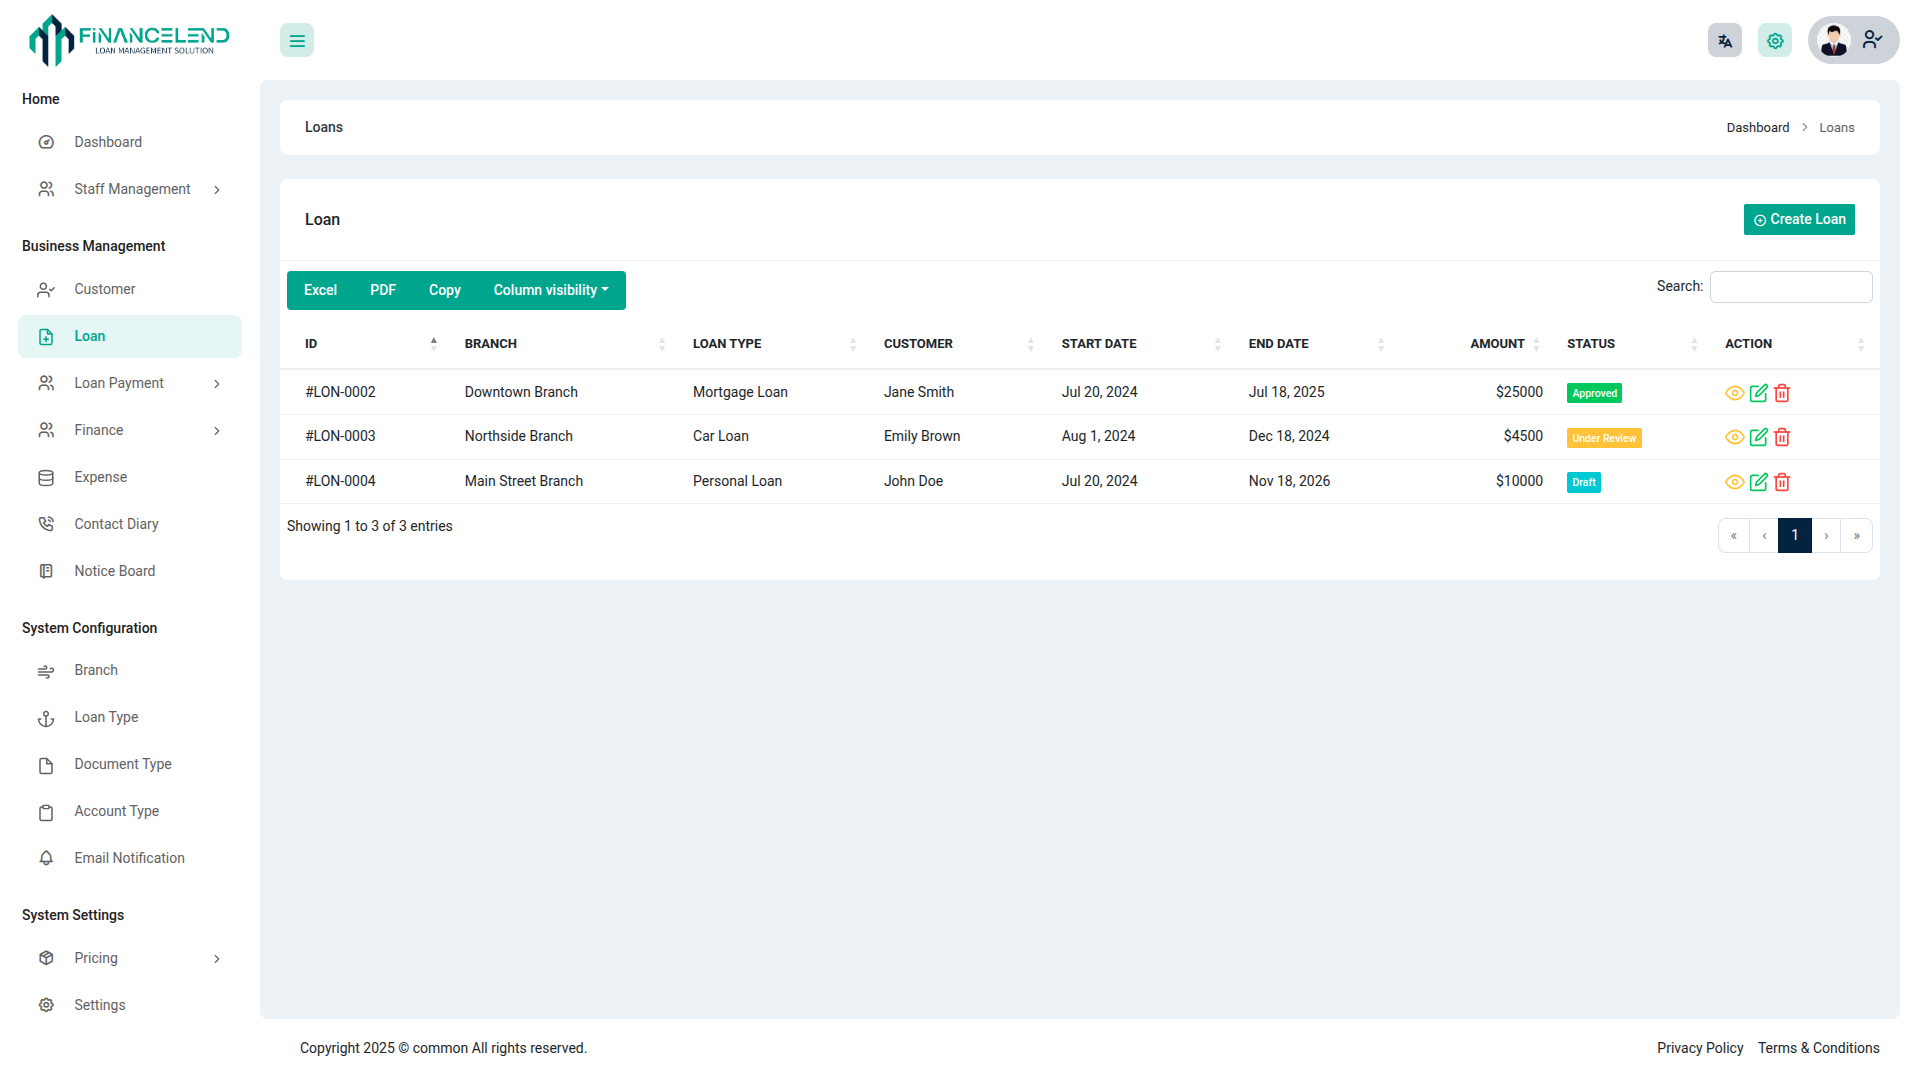 FINANCELEND
LOAN MANAGEMENT SOLUTION
Home
Dashboard
Staff Management
Business Management
Customer
Loan
Loan Payment
Finance
Expense
Contact Diary
Notice Board
System Configuration
Branch
Loan Type
Document Type
Account Type
Email Notification
System Settings
Pricing
Settings
Loans
Dashboard > Loans
Loan
Create Loan
Excel PDF Copy Column visibility
Search:
ID BRANCH LOAN TYPE CUSTOMER START DATE END DATE AMOUNT STATUS ACTION
#LON-0002 Downtown Branch Mortgage Loan Jane Smith Jul 20, 2024 Jul 18, 2025 $25000 Approved
#LON-0003 Northside Branch Car Loan Emily Brown Aug 1, 2024 Dec 18, 2024 $4500 Under Review
#LON-0004 Main Street Branch Personal Loan John Doe Jul 20, 2024 Nov 18, 2026 $10000 Draft
Showing 1 to 3 of 3 entries
« ‹ 1 › »
Copyright 2025 © common All rights reserved.
Privacy Policy Terms & Conditions